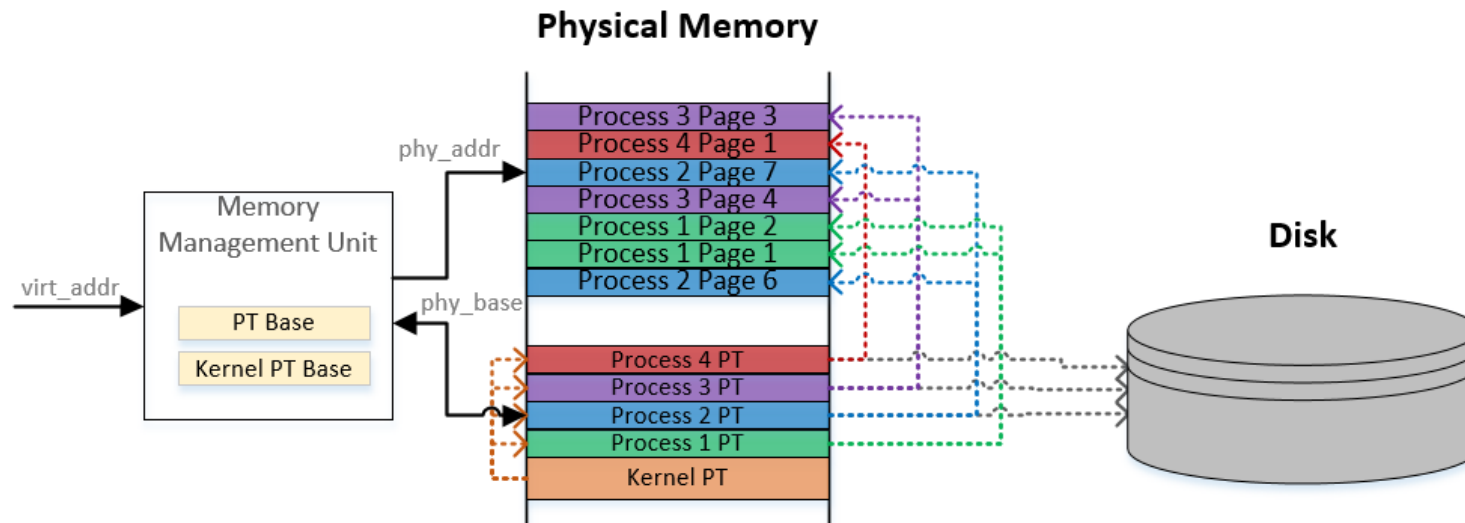 Physical Memory
Process 3 Page 3
Process 4 Page 1
phy_addr
Process 2 Page 7
Memory
Management Unit
Process 3 Page 4
Process 1 Page 2
Process 1 Page 1
Disk
virt_addr
Process 2 Page 6
phy_base
PT Base
Kernel PT Base
Process 4 PT
Process 3 PT
Process 2 PT
Process 1 PT
Kernel PT